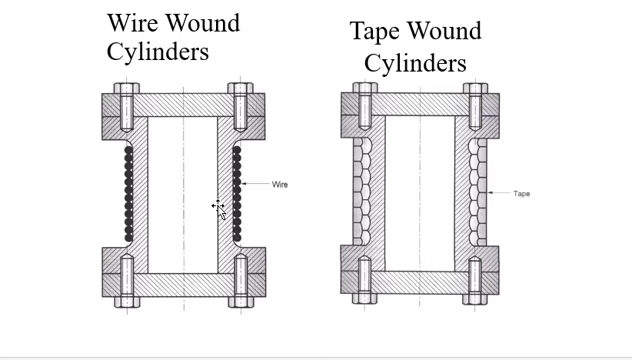 Wire Wound
Cylinders
Tape Wound
Cylinders
Wire
Tape